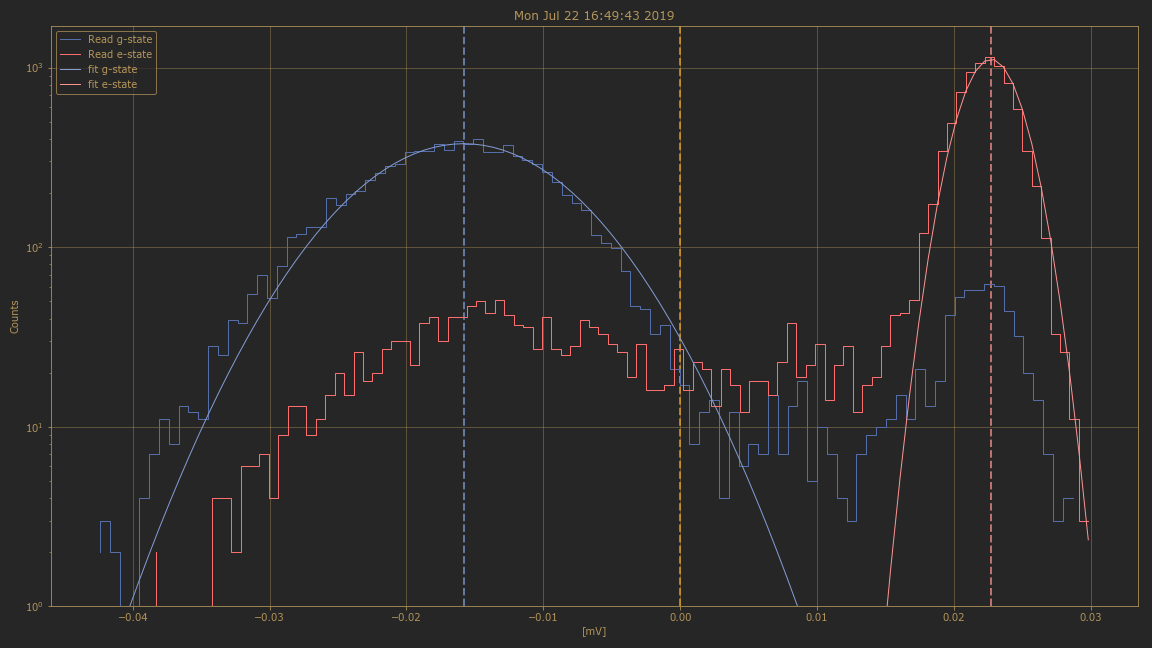 Mon Jul 22 16:49:43 2019
Read g-state
Read e-state
fit g-state
fit e-state
10³
10²
10¹
10⁰
Counts
−0.04 −0.03 −0.02 −0.01 0.00 0.01 0.02 0.03
[mV]